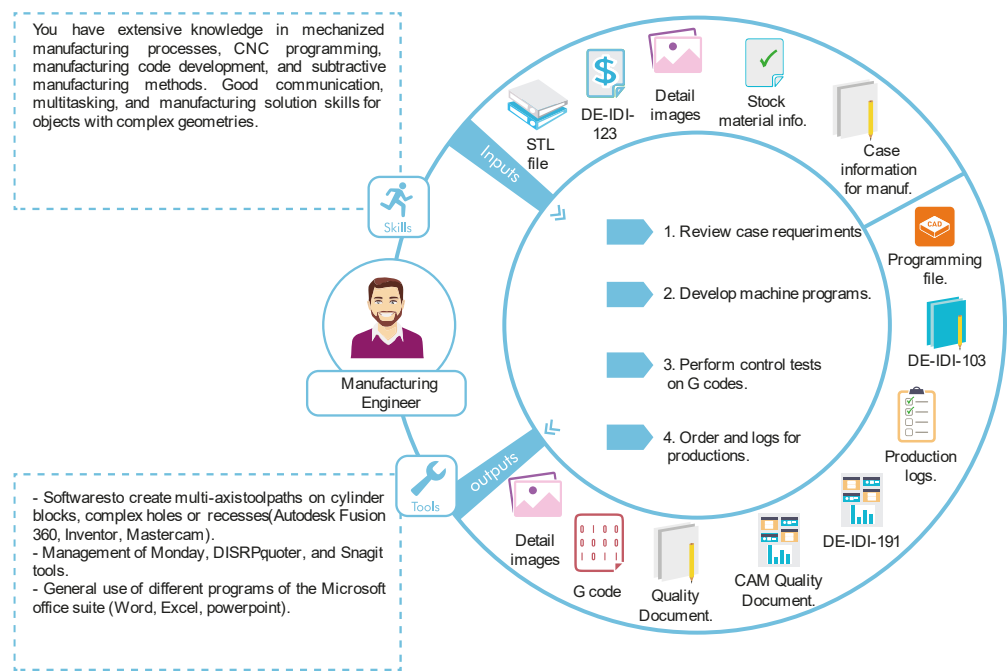 You have extensive knowledge in mechanized
manufacturing processes, CNC programming,
manufacturing code development, and subtractive
manufacturing methods. Good communication,
multitasking, and manufacturing solution skills for
objects with complex geometries.
Skills
Manufacturing
Engineer
Tools
- Softwaresto create multi-axistoolpaths on cylinder
blocks, complex holes or recesses(Autodesk Fusion
360, Inventor, Mastercam).
- Management of Monday, DISRPquoter, and Snagit
tools.
- General use of different programs of the Microsoft
office suite (Word, Excel, powerpoint).
Inputs
STL
file
DE-IDI-
123
Detail
images
Stock
material info.
Case
information
for manuf.
1. Review case requeriments
2. Develop machine programs.
3. Perform control tests
on G codes.
4. Order and logs for
productions.
CAD
Programming
file.
DE-IDI-103
Production
logs.
DE-IDI-191
CAM Quality
Document.
Quality
Document.
0 1 0 0
G code
Detail
images
outputs